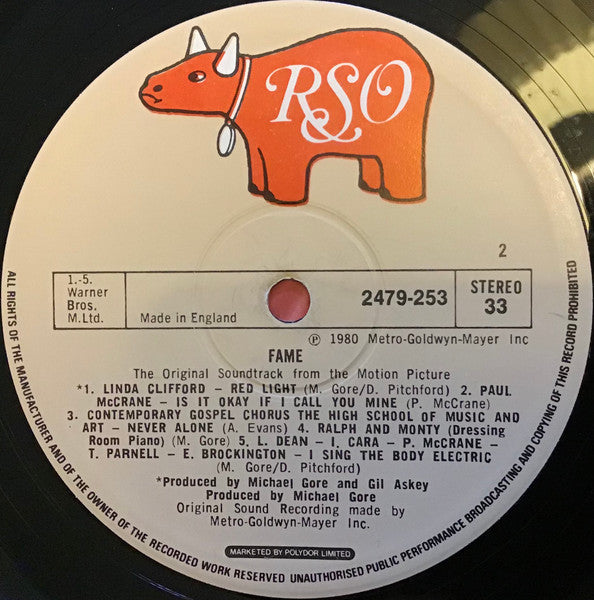 RSO
2
1.-5.
Warner
Bros.
M.Ltd.
Made in England
2479-253
STEREO
33
Ⓟ 1980 Metro-Goldwyn-Mayer Inc
FAME
The Original Soundtrack from the Motion Picture
*1. LINDA CLIFFORD – RED LIGHT (M. Gore/D. Pitchford) 2. PAUL
McCRANE – IS IT OKAY IF I CALL YOU MINE (P. McCrane)
3. CONTEMPORARY GOSPEL CHORUS THE HIGH SCHOOL OF MUSIC AND
ART – NEVER ALONE (A. Evans) 4. RALPH AND MONTY (Dressing
Room Piano) (M. Gore) 5. L. DEAN – I. CARA – P. McCRANE –
T. PARNELL – E. BROCKINGTON – I SING THE BODY ELECTRIC
(M. Gore/D. Pitchford)
*Produced by Michael Gore and Gil Askey
Produced by Michael Gore
Original Sound Recording made by
Metro-Goldwyn-Mayer Inc.
MARKETED BY POLYDOR LIMITED
ALL RIGHTS OF THE MANUFACTURER AND OF THE OWNER OF THE RECORDED WORK RESERVED UNAUTHORISED PUBLIC PERFORMANCE BROADCASTING AND COPYING OF THIS RECORD PROHIBITED